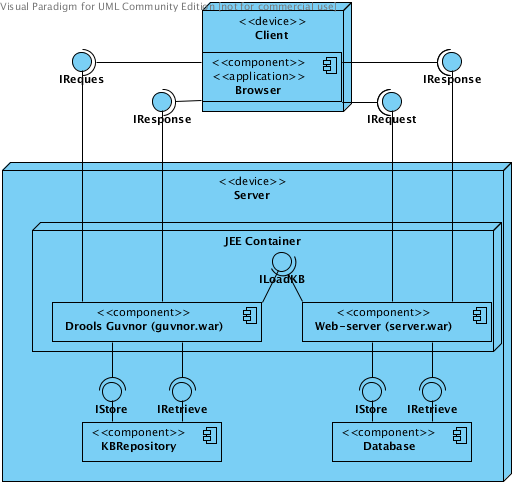 Visual Paradigm for UML Community Edition [not for commercial use]
<<device>>
Client
<<component>>
<<application>>
Browser
IReques
IResponse
IResponse
IRequest
<<device>>
Server
JEE Container
ILoadKB
<<component>>
Drools Guvnor (guvnor.war)
<<component>>
Web-server (server.war)
IStore
IRetrieve
IStore
IRetrieve
<<component>>
KBRepository
<<component>>
Database